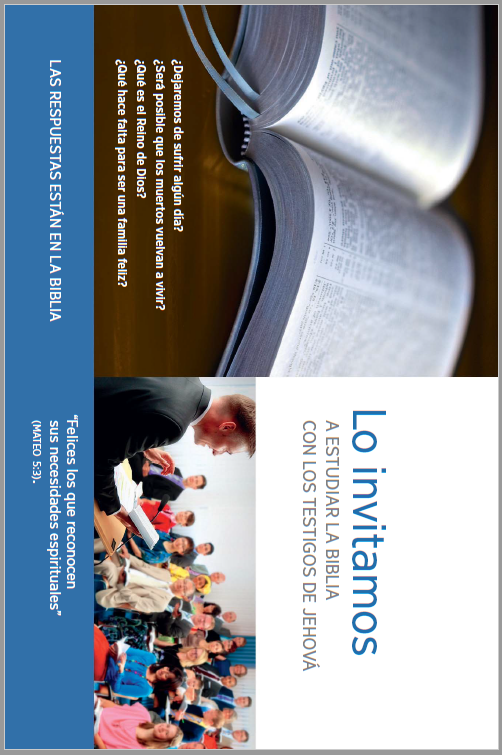 ¿Dejaremos de sufrir algún día?
¿Será posible que los muertos vuelvan a vivir?
¿Qué es el Reino de Dios?
¿Qué hace falta para ser una familia feliz?
LAS RESPUESTAS ESTÁN EN LA BIBLIA
Lo invitamos
A ESTUDIAR LA BIBLIA
CON LOS TESTIGOS DE JEHOVÁ
“Felices los que reconocen
sus necesidades espirituales”
(MATEO 5:3).